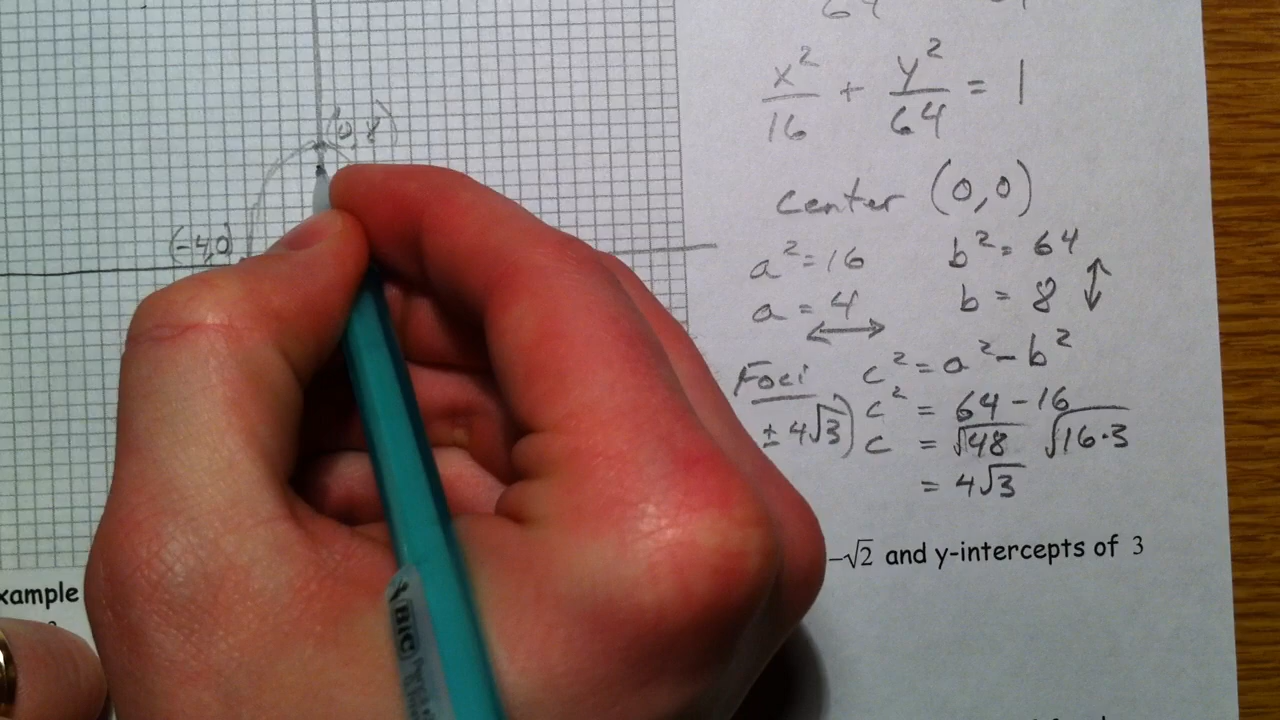 x²/16 + y²/64 = 1
center (0,0)
a² = 16 b² = 64
a = 4 b = 8
Foci c² = a² - b²
c² = 64 - 16
± 4√3) c = √48 √16·3
= 4√3
(0,8)
(-4,0)
-√2 and y-intercepts of 3
xample
BIC